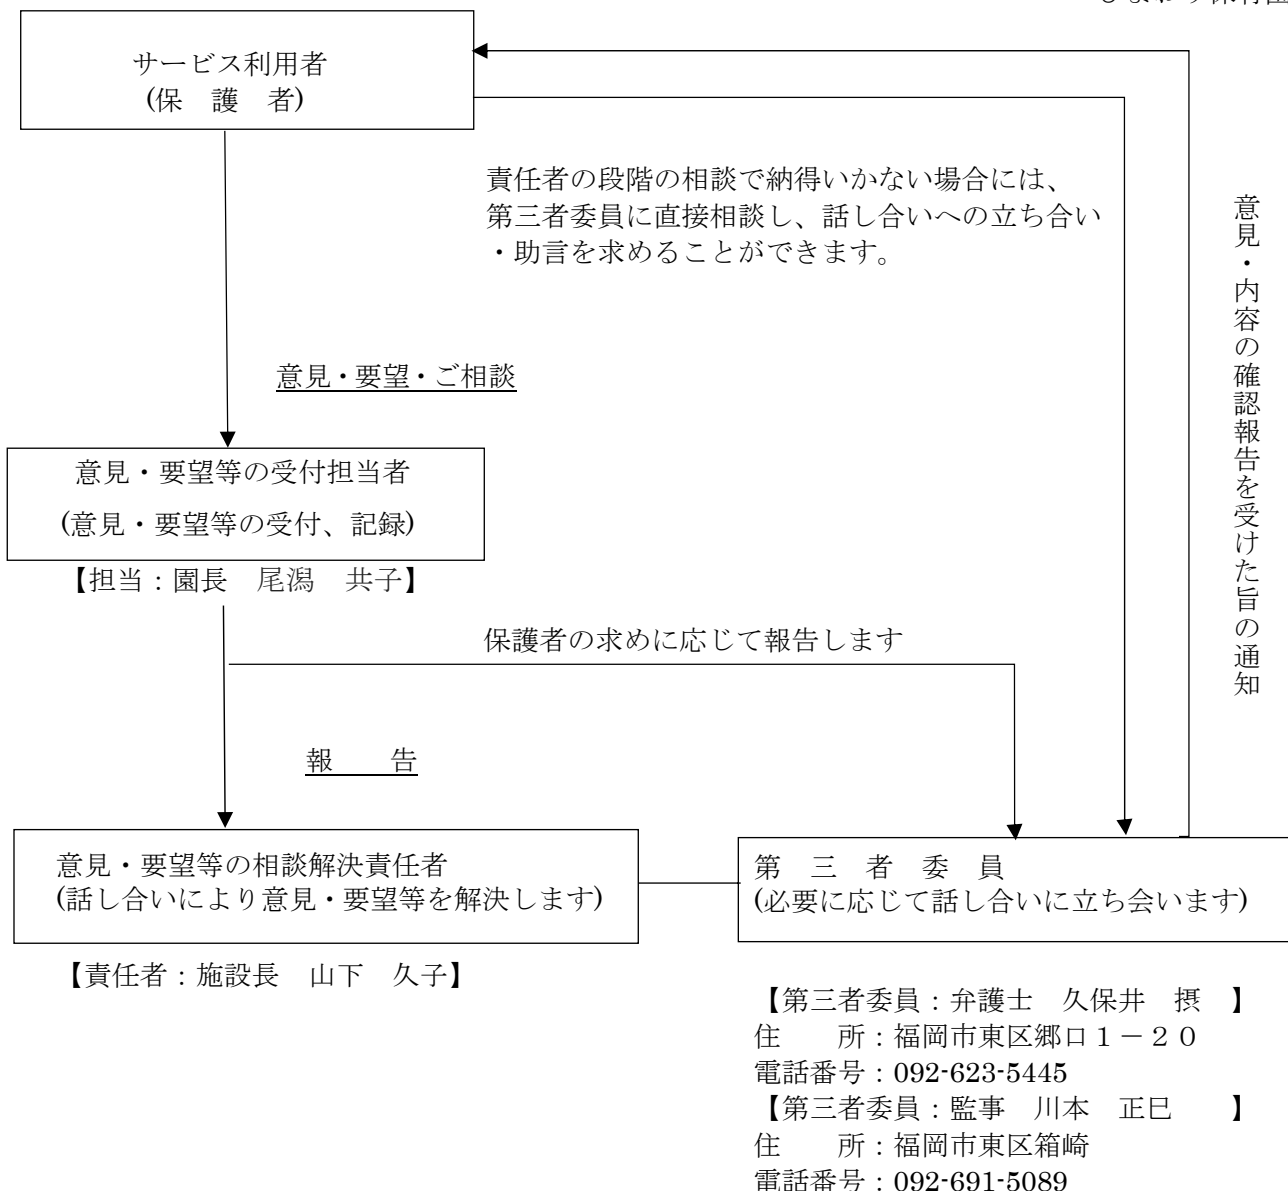 サービス利用者
(保　護　者)
責任者の段階の相談で納得いかない場合には、
第三者委員に直接相談し、話し合いへの立ち合い
・助言を求めることができます。
意見・内容の確認報告を受けた旨の通知
意見・要望・ご相談
意見・要望等の受付担当者
(意見・要望等の受付、記録)
【担当：園長　尾潟　共子】
保護者の求めに応じて報告します
報　　告
意見・要望等の相談解決責任者
(話し合いにより意見・要望等を解決します)
【責任者：施設長　山下　久子】
第　三　者　委　員
(必要に応じて話し合いに立ち会います)
【第三者委員：弁護士　久保井　摂　】
住　　所：福岡市東区郷口１－２０
電話番号：092-623-5445
【第三者委員：監事　川本　正巳　　】
住　　所：福岡市東区箱崎
電話番号：092-691-5089